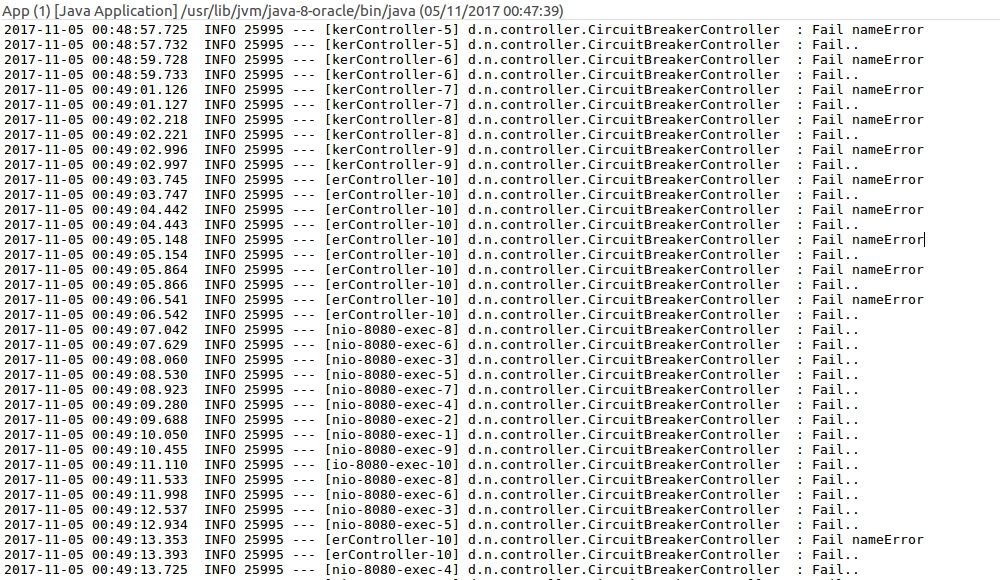 App (1) [Java Application] /usr/lib/jvm/java-8-oracle/bin/java (05/11/2017 00:47:39)
2017-11-05 00:48:57.725  INFO 25995 --- [kerController-5] d.n.controller.CircuitBreakerController  : Fail nameError
2017-11-05 00:48:57.732  INFO 25995 --- [kerController-5] d.n.controller.CircuitBreakerController  : Fail..
2017-11-05 00:48:59.728  INFO 25995 --- [kerController-6] d.n.controller.CircuitBreakerController  : Fail nameError
2017-11-05 00:48:59.733  INFO 25995 --- [kerController-6] d.n.controller.CircuitBreakerController  : Fail..
2017-11-05 00:49:01.126  INFO 25995 --- [kerController-7] d.n.controller.CircuitBreakerController  : Fail nameError
2017-11-05 00:49:01.127  INFO 25995 --- [kerController-7] d.n.controller.CircuitBreakerController  : Fail..
2017-11-05 00:49:02.218  INFO 25995 --- [kerController-8] d.n.controller.CircuitBreakerController  : Fail nameError
2017-11-05 00:49:02.221  INFO 25995 --- [kerController-8] d.n.controller.CircuitBreakerController  : Fail..
2017-11-05 00:49:02.996  INFO 25995 --- [kerController-9] d.n.controller.CircuitBreakerController  : Fail nameError
2017-11-05 00:49:02.997  INFO 25995 --- [kerController-9] d.n.controller.CircuitBreakerController  : Fail..
2017-11-05 00:49:03.745  INFO 25995 --- [erController-10] d.n.controller.CircuitBreakerController  : Fail nameError
2017-11-05 00:49:03.747  INFO 25995 --- [erController-10] d.n.controller.CircuitBreakerController  : Fail..
2017-11-05 00:49:04.442  INFO 25995 --- [erController-10] d.n.controller.CircuitBreakerController  : Fail nameError
2017-11-05 00:49:04.443  INFO 25995 --- [erController-10] d.n.controller.CircuitBreakerController  : Fail..
2017-11-05 00:49:05.148  INFO 25995 --- [erController-10] d.n.controller.CircuitBreakerController  : Fail nameError
2017-11-05 00:49:05.154  INFO 25995 --- [erController-10] d.n.controller.CircuitBreakerController  : Fail..
2017-11-05 00:49:05.864  INFO 25995 --- [erController-10] d.n.controller.CircuitBreakerController  : Fail nameError
2017-11-05 00:49:05.866  INFO 25995 --- [erController-10] d.n.controller.CircuitBreakerController  : Fail..
2017-11-05 00:49:06.541  INFO 25995 --- [erController-10] d.n.controller.CircuitBreakerController  : Fail nameError
2017-11-05 00:49:06.542  INFO 25995 --- [erController-10] d.n.controller.CircuitBreakerController  : Fail..
2017-11-05 00:49:07.042  INFO 25995 --- [nio-8080-exec-8] d.n.controller.CircuitBreakerController  : Fail..
2017-11-05 00:49:07.629  INFO 25995 --- [nio-8080-exec-6] d.n.controller.CircuitBreakerController  : Fail..
2017-11-05 00:49:08.060  INFO 25995 --- [nio-8080-exec-3] d.n.controller.CircuitBreakerController  : Fail..
2017-11-05 00:49:08.530  INFO 25995 --- [nio-8080-exec-5] d.n.controller.CircuitBreakerController  : Fail..
2017-11-05 00:49:08.923  INFO 25995 --- [nio-8080-exec-7] d.n.controller.CircuitBreakerController  : Fail..
2017-11-05 00:49:09.280  INFO 25995 --- [nio-8080-exec-4] d.n.controller.CircuitBreakerController  : Fail..
2017-11-05 00:49:09.688  INFO 25995 --- [nio-8080-exec-2] d.n.controller.CircuitBreakerController  : Fail..
2017-11-05 00:49:10.050  INFO 25995 --- [nio-8080-exec-1] d.n.controller.CircuitBreakerController  : Fail..
2017-11-05 00:49:10.455  INFO 25995 --- [nio-8080-exec-9] d.n.controller.CircuitBreakerController  : Fail..
2017-11-05 00:49:11.110  INFO 25995 --- [io-8080-exec-10] d.n.controller.CircuitBreakerController  : Fail..
2017-11-05 00:49:11.533  INFO 25995 --- [nio-8080-exec-8] d.n.controller.CircuitBreakerController  : Fail..
2017-11-05 00:49:11.998  INFO 25995 --- [nio-8080-exec-6] d.n.controller.CircuitBreakerController  : Fail..
2017-11-05 00:49:12.537  INFO 25995 --- [nio-8080-exec-3] d.n.controller.CircuitBreakerController  : Fail..
2017-11-05 00:49:12.934  INFO 25995 --- [nio-8080-exec-5] d.n.controller.CircuitBreakerController  : Fail..
2017-11-05 00:49:13.353  INFO 25995 --- [erController-10] d.n.controller.CircuitBreakerController  : Fail nameError
2017-11-05 00:49:13.393  INFO 25995 --- [erController-10] d.n.controller.CircuitBreakerController  : Fail..
2017-11-05 00:49:13.725  INFO 25995 --- [nio-8080-exec-4] d.n.controller.CircuitBreakerController  : Fail..